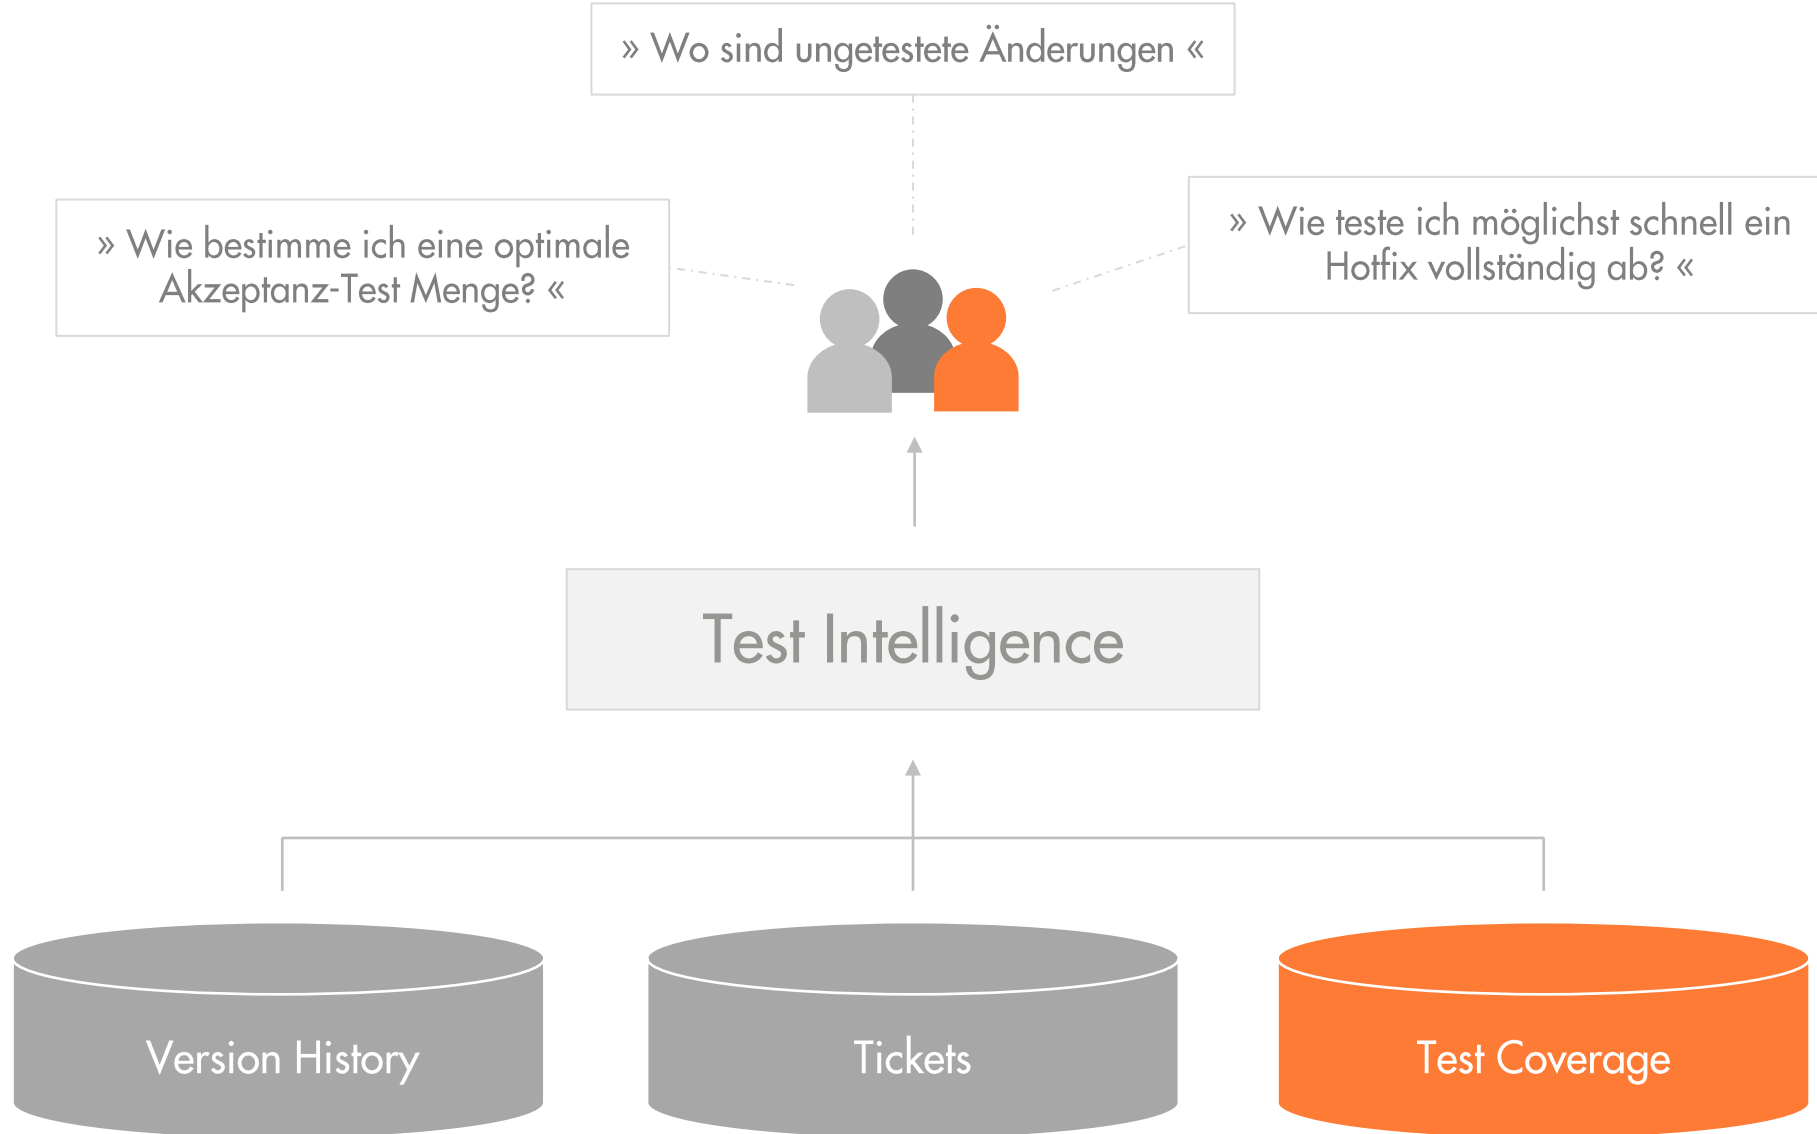 » Wo sind ungetestete Änderungen «
» Wie bestimme ich eine optimale
Akzeptanz-Test Menge? «
» Wie teste ich möglichst schnell ein
Hotfix vollständig ab? «
Test Intelligence
Version History
Tickets
Test Coverage